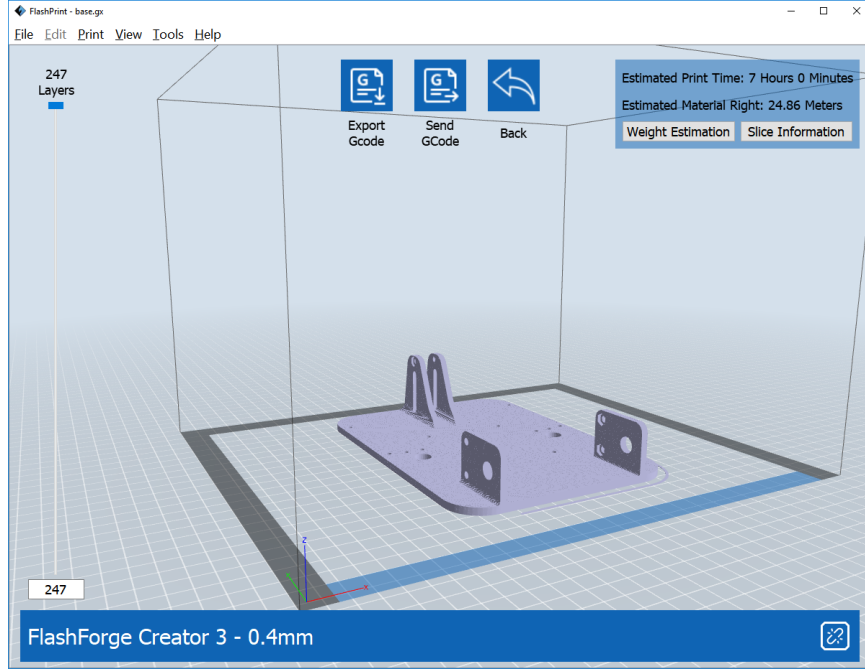 FlashPrint - base.gx
File Edit Print View Tools Help
247
Layers
Export
Gcode
Send
GCode
Back
Estimated Print Time: 7 Hours 0 Minutes
Estimated Material Right: 24.86 Meters
Weight Estimation Slice Information
z
x
247
FlashForge Creator 3 - 0.4mm